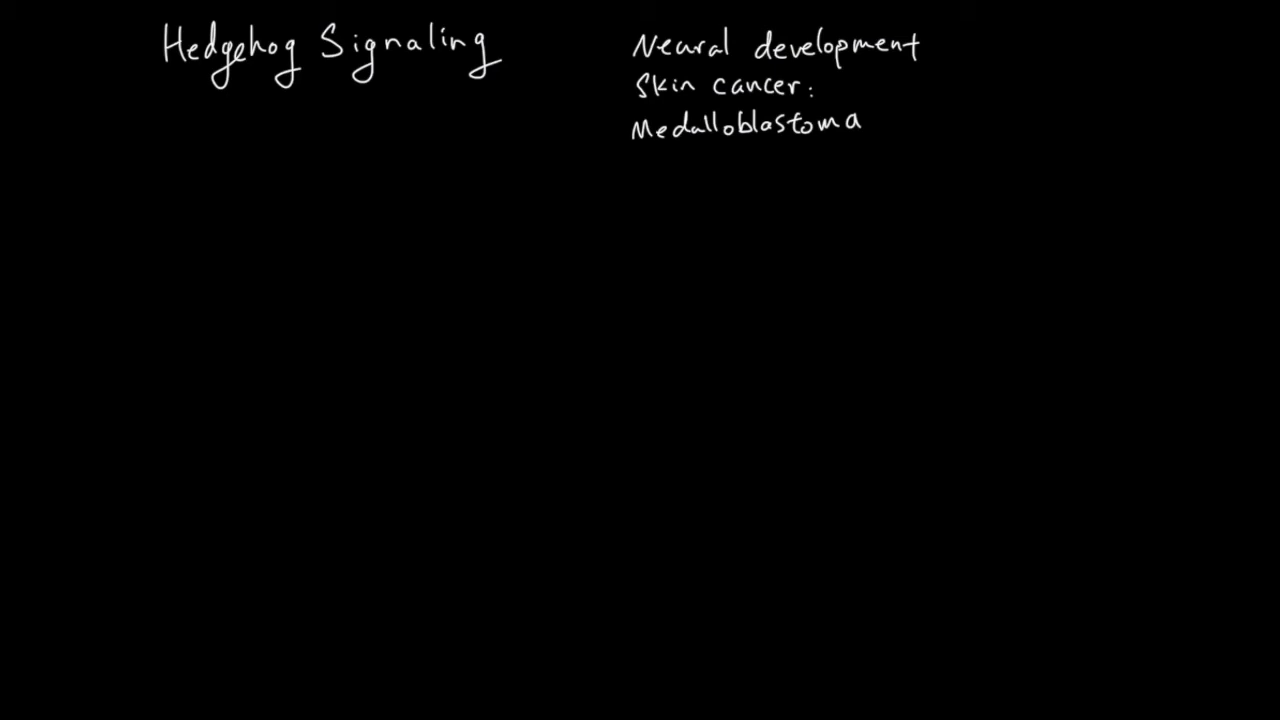 Hedgehog Signaling
Neural development
Skin cancer:
Medalloblastoma